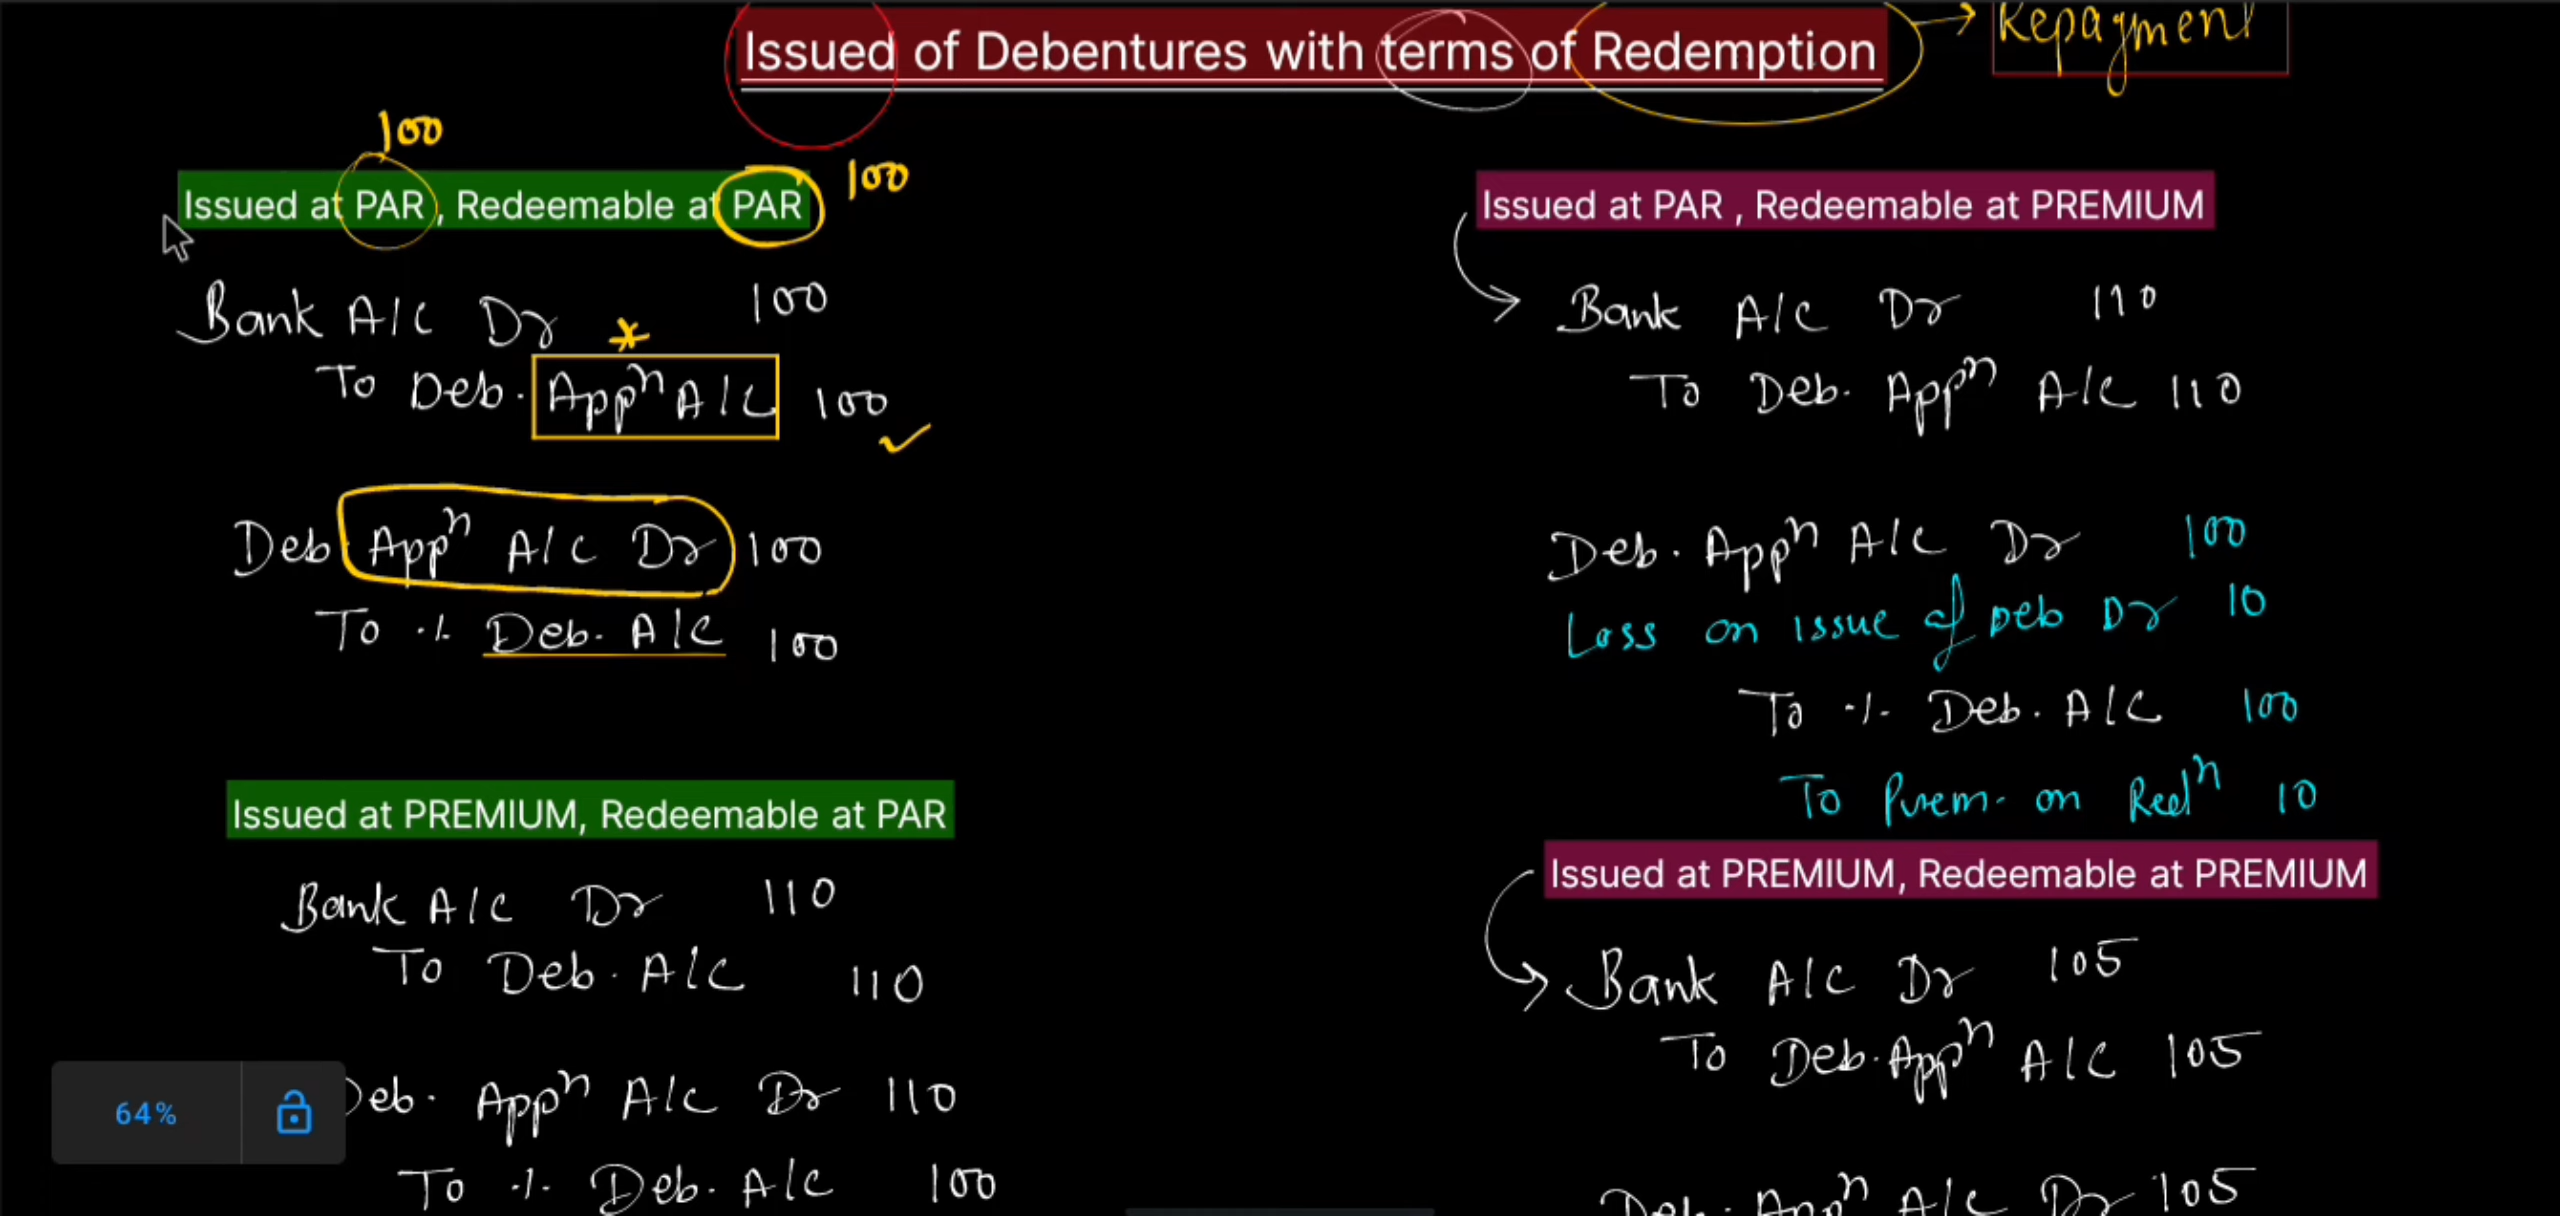 Issued of Debentures with terms of Redemption
Repayment
100
Issued at PAR , Redeemable at PAR
100
Bank A/C Dr 100
*
To Deb. Appⁿ A/C 100
Deb Appⁿ A/C Dr 100
To % Deb. A/C 100
Issued at PREMIUM, Redeemable at PAR
Bank A/C Dr 110
To Deb. A/C 110
Deb. Appⁿ A/C Dr 110
To % Deb. A/C 100
64%
Issued at PAR , Redeemable at PREMIUM
Bank A/C Dr 110
To Deb. Appⁿ A/C 110
Deb. Appⁿ A/C Dr 100
Loss on issue of Deb Dr 10
To % Deb. A/C 100
To Prem. on Redⁿ 10
Issued at PREMIUM, Redeemable at PREMIUM
Bank A/C Dr 105
To Deb. Appⁿ A/C 105
Deb. Appⁿ A/C Dr 105